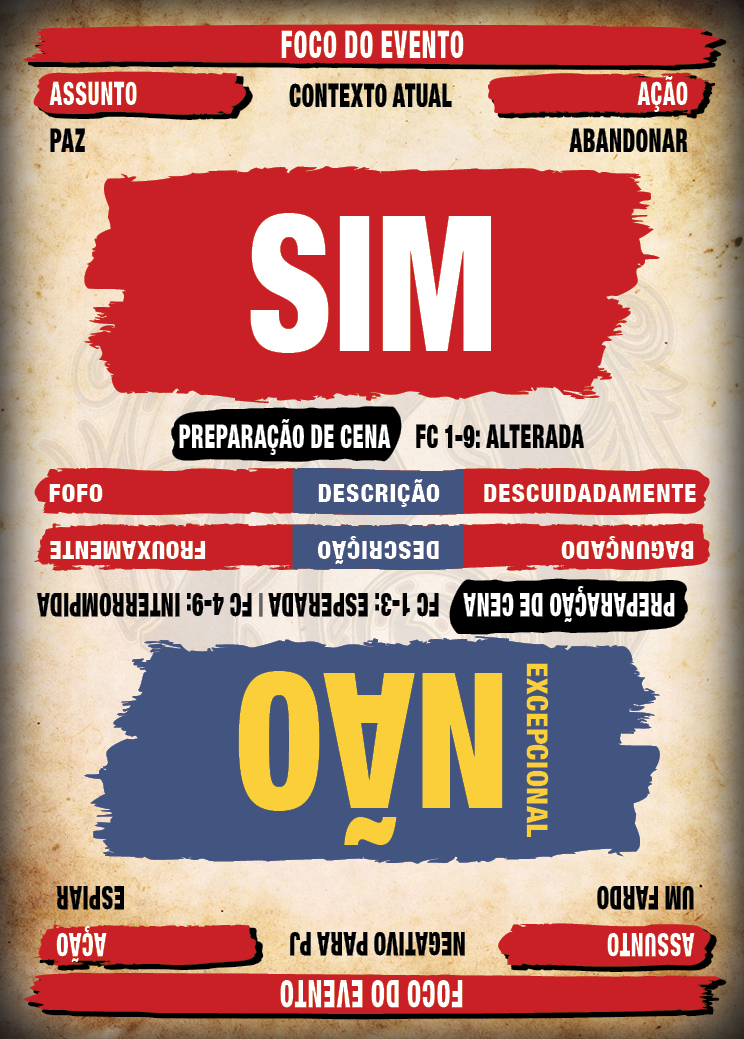 FOCO DO EVENTO
ASSUNTO CONTEXTO ATUAL AÇÃO
PAZ ABANDONAR
SIM
PREPARAÇÃO DE CENA FC 1-9: ALTERADA
FOFO DESCRIÇÃO DESCUIDADAMENTE
FOCO DO EVENTO
ASSUNTO NEGATIVO PARA PJ AÇÃO
UM FARDO ESPIAR
EXCEPCIONAL
NÃO
PREPARAÇÃO DE CENA FC 1-3: ESPERADA | FC 4-9: INTERROMPIDA
BAGUNÇADO DESCRIÇÃO FROUXAMENTE